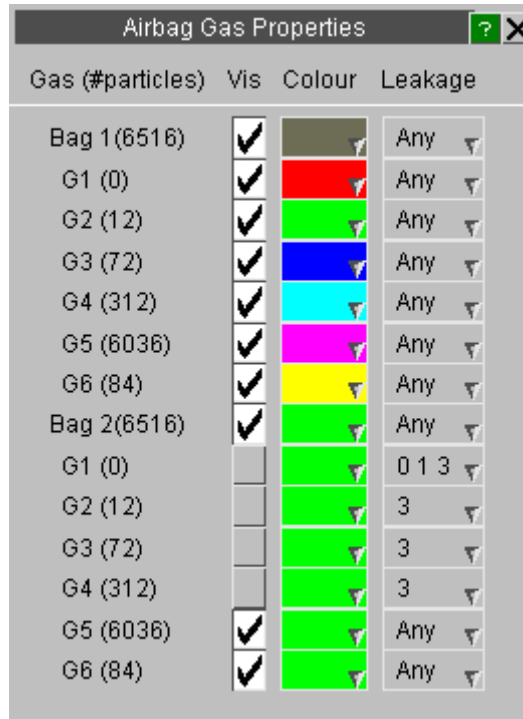 Airbag Gas Properties ? X
Gas (#particles) Vis Colour Leakage
Bag 1(6516) Any
G1 (0) Any
G2 (12) Any
G3 (72) Any
G4 (312) Any
G5 (6036) Any
G6 (84) Any
Bag 2(6516) Any
G1 (0) 0 1 3
G2 (12) 3
G3 (72) 3
G4 (312) 3
G5 (6036) Any
G6 (84) Any